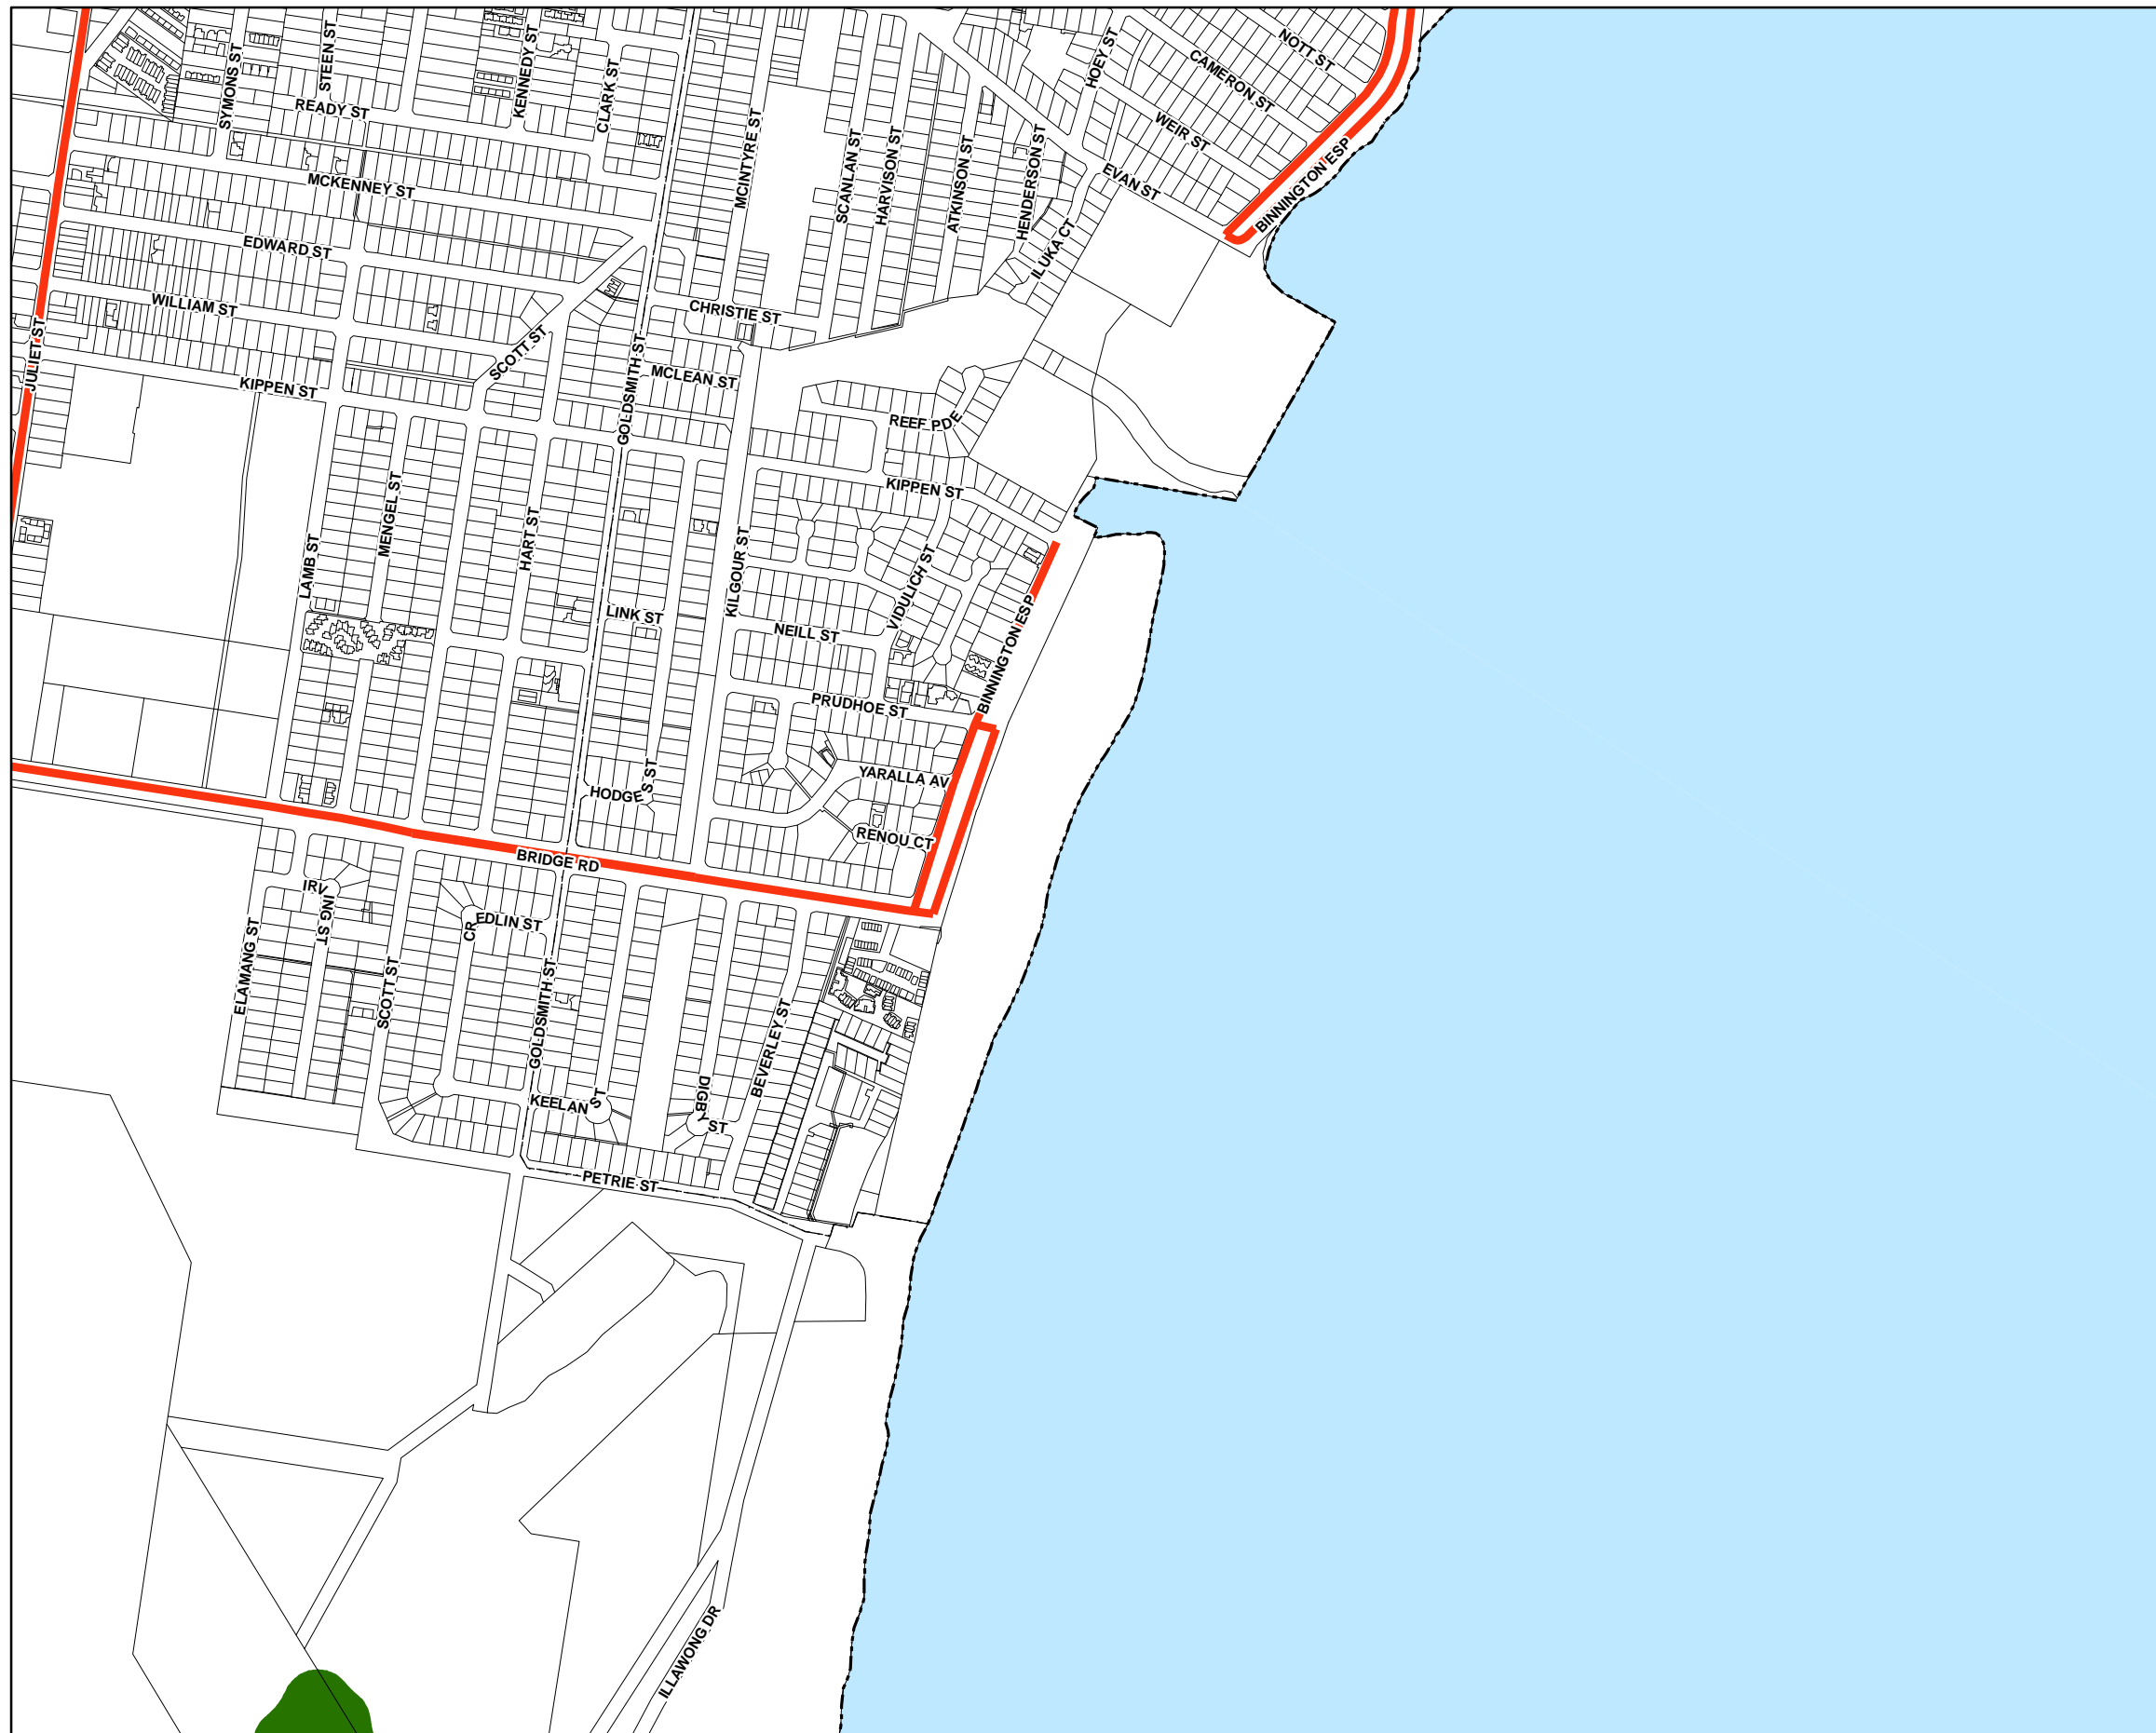 NOTT ST
CAMERON ST
HOEY ST
STEEN ST
SYMONS ST
KENNEDY ST
CLARK ST
READY ST
WEIR ST
MCINTYRE ST
SCANLAN ST
HARVISON ST
ATKINSON ST
HENDERSON ST
EVAN ST
BINNINGTON ESP
MCKENNEY ST
EDWARD ST
ILUKA CT
WILLIAM ST
CHRISTIE ST
JULIET ST
SCOTT ST
GOLDSMITH ST
MCLEAN ST
KIPPEN ST
REEF PDE
KIPPEN ST
MENGEL ST
HART ST
LAMB ST
KILGOUR ST
VIDULICH ST
LINK ST
NEILL ST
BINNINGTON ESP
PRUDHOE ST
YARALLA AV
HODGES ST
RENOU CT
BRIDGE RD
IRVING ST
EDLIN ST
CR
ELAMANG ST
SCOTT ST
GOLDSMITH ST
BEVERLEY ST
KEELAN ST
DIGBY ST
PETRIE ST
ILLAWONG DR